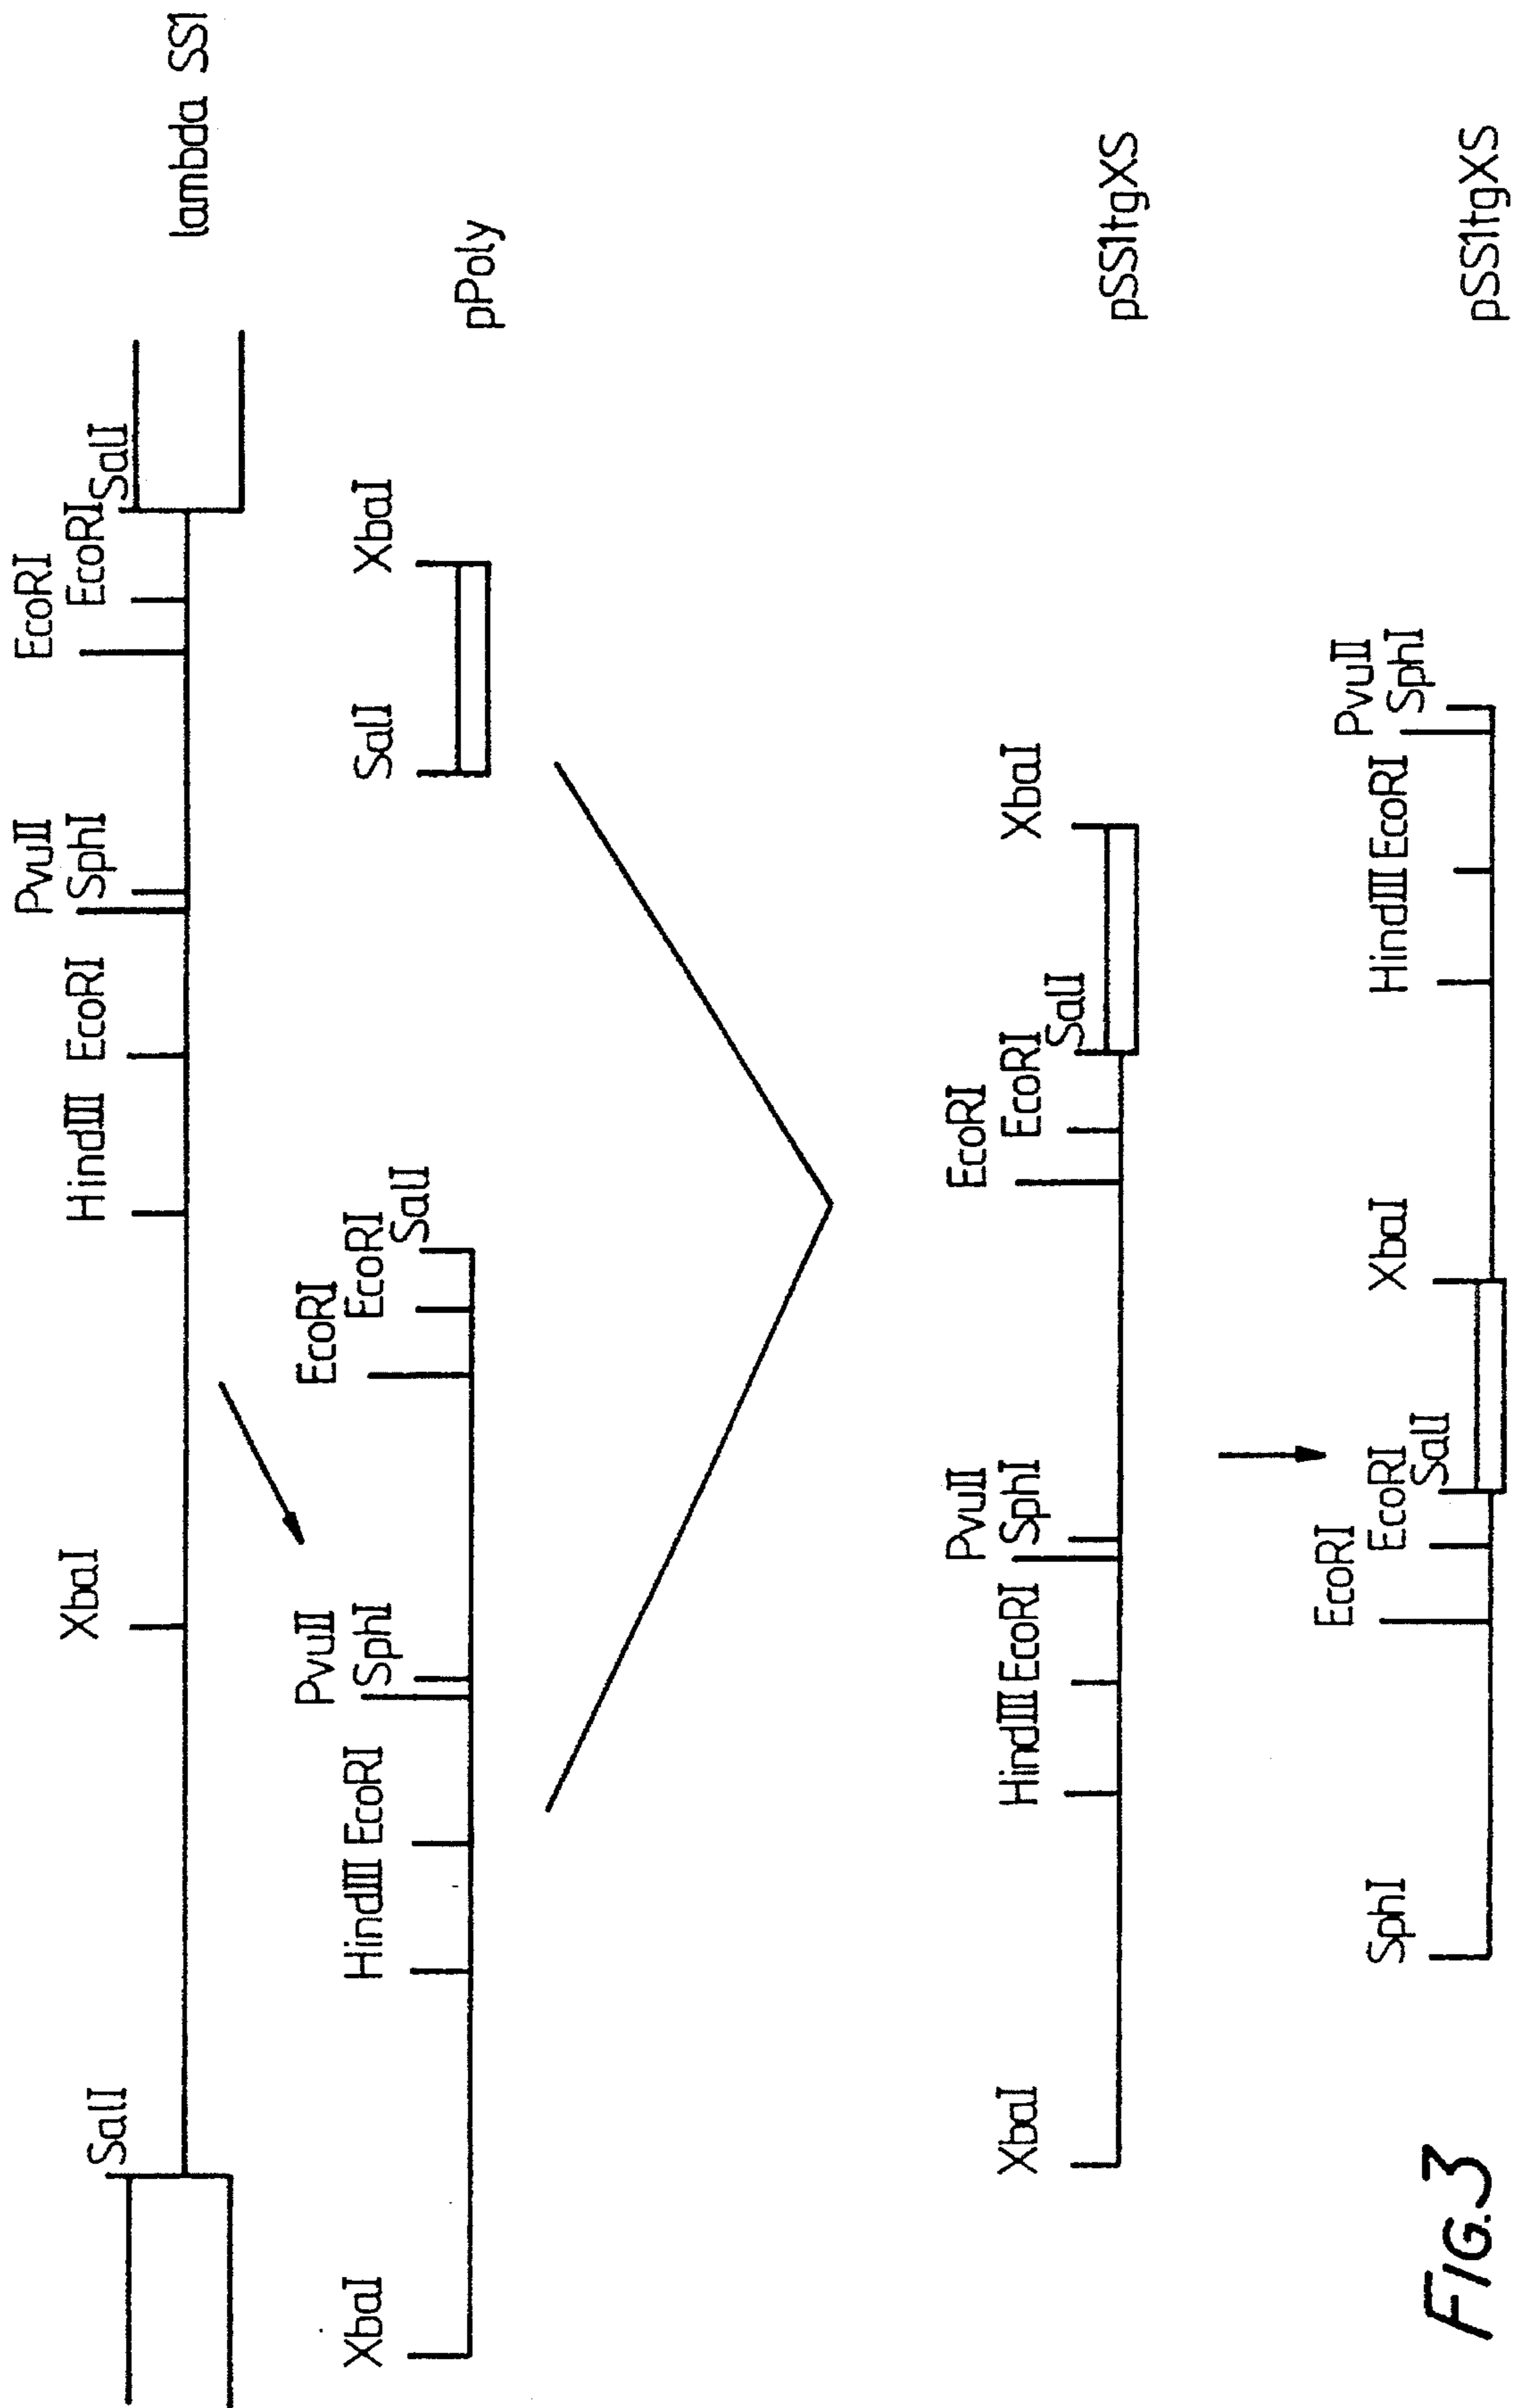 SalI XbaI HindIII EcoRI PvuII SphI EcoRI EcoRI SalI lambda SS1
XbaI HindIII EcoRI PvuII SphI EcoRI EcoRI SalI SalI XbaI pPoly
XbaI HindIII EcoRI PvuII SphI EcoRI EcoRI SalI XbaI pSS1tgXS
SphI EcoRI EcoRI SalI XbaI HindIII EcoRI PvuII SphI pSS1tgXS
FIG.3